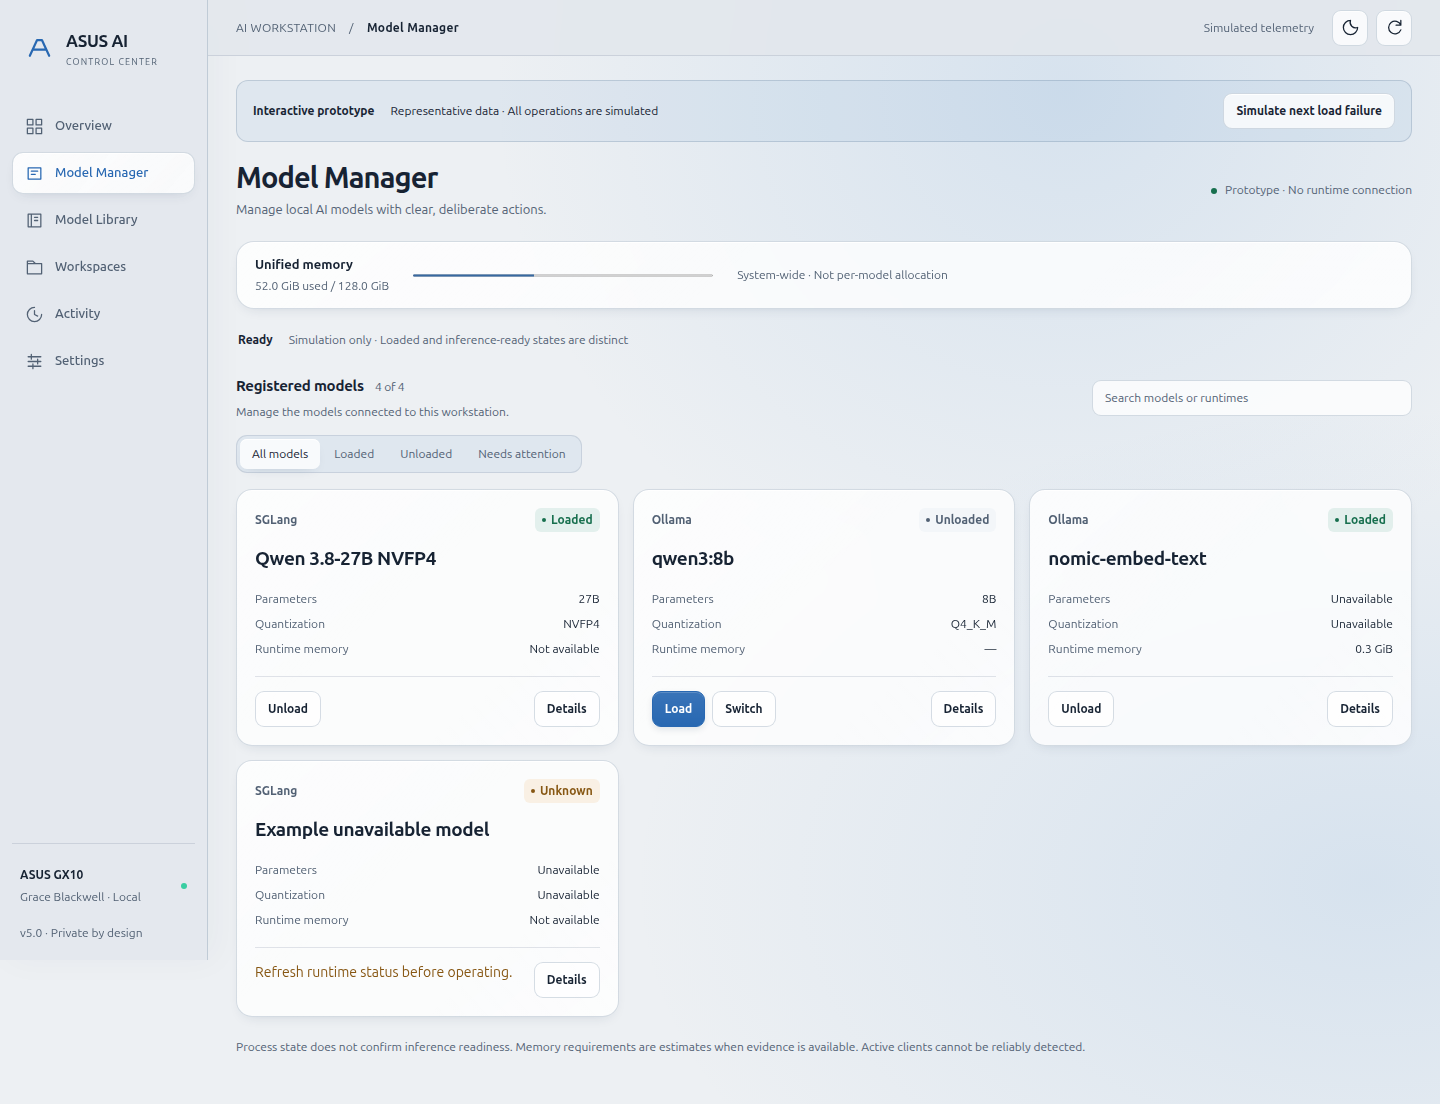 ASUS AI
CONTROL CENTER
Overview
Model Manager
Model Library
Workspaces
Activity
Settings
ASUS GX10
Grace Blackwell · Local
v5.0 · Private by design
AI WORKSTATION / Model Manager
Simulated telemetry
Interactive prototype Representative data · All operations are simulated
Simulate next load failure
Model Manager
Manage local AI models with clear, deliberate actions.
Prototype · No runtime connection
Unified memory
52.0 GiB used / 128.0 GiB
System-wide · Not per-model allocation
Ready Simulation only · Loaded and inference-ready states are distinct
Registered models 4 of 4
Manage the models connected to this workstation.
Search models or runtimes
All models Loaded Unloaded Needs attention
SGLang • Loaded
Qwen 3.8-27B NVFP4
Parameters 27B
Quantization NVFP4
Runtime memory Not available
Unload Details
Ollama • Unloaded
qwen3:8b
Parameters 8B
Quantization Q4_K_M
Runtime memory —
Load Switch Details
Ollama • Loaded
nomic-embed-text
Parameters Unavailable
Quantization Unavailable
Runtime memory 0.3 GiB
Unload Details
SGLang • Unknown
Example unavailable model
Parameters Unavailable
Quantization Unavailable
Runtime memory Not available
Refresh runtime status before operating. Details
Process state does not confirm inference readiness. Memory requirements are estimates when evidence is available. Active clients cannot be reliably detected.